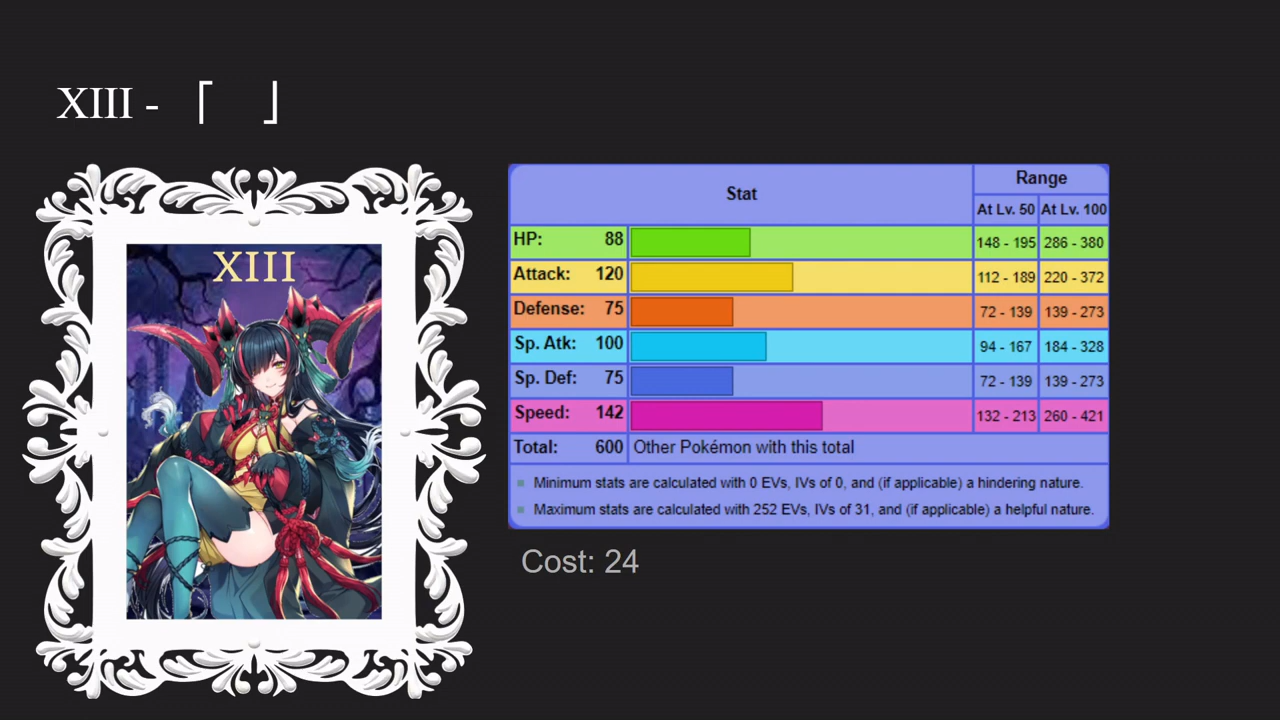 XIII - 「　」
XIII
Stat
Range
At Lv. 50 At Lv. 100
HP: 88 148 - 195 286 - 380
Attack: 120 112 - 189 220 - 372
Defense: 75 72 - 139 139 - 273
Sp. Atk: 100 94 - 167 184 - 328
Sp. Def: 75 72 - 139 139 - 273
Speed: 142 132 - 213 260 - 421
Total: 600 Other Pokémon with this total
Minimum stats are calculated with 0 EVs, IVs of 0, and (if applicable) a hindering nature.
Maximum stats are calculated with 252 EVs, IVs of 31, and (if applicable) a helpful nature.
Cost: 24